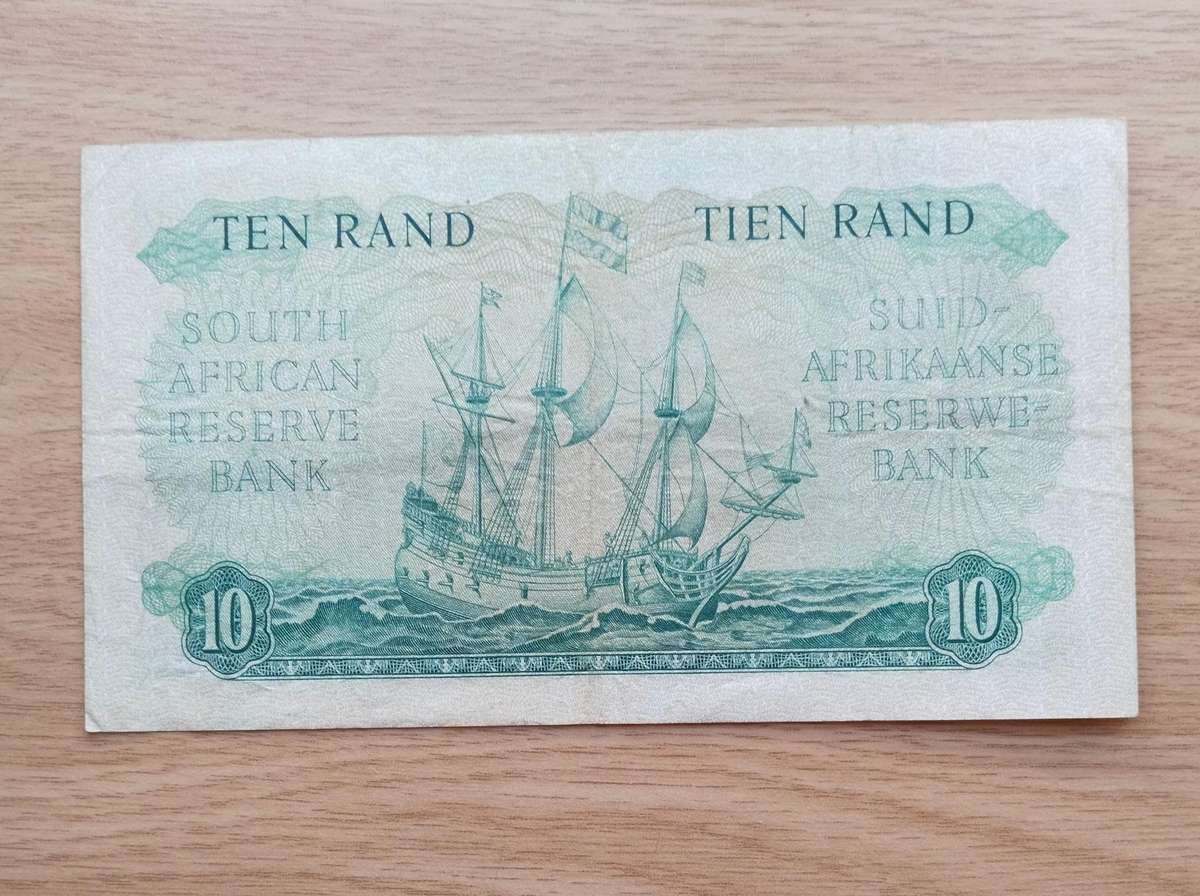 TEN RAND
TIEN RAND
SOUTH
AFRICAN
RESERVE
BANK
SUID-
AFRIKAANSE
RESERWE-
BANK
10
10